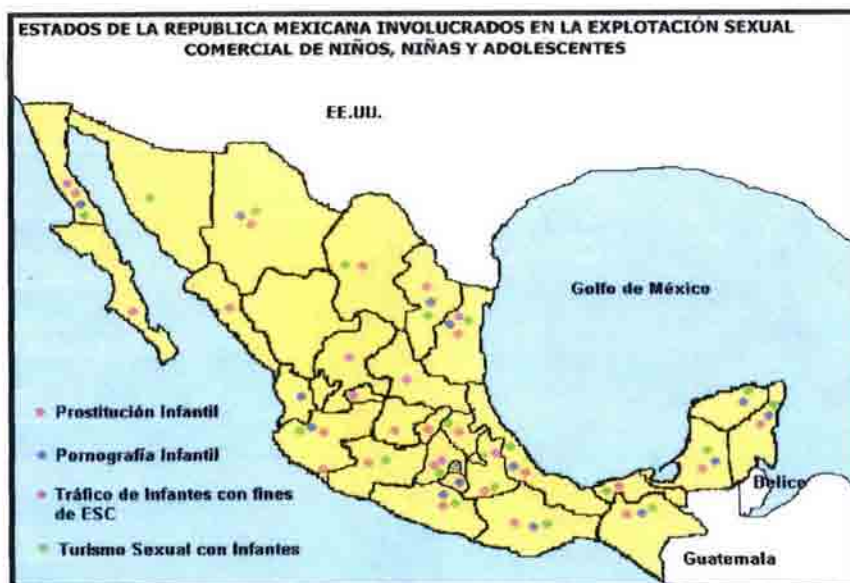 ESTADOS DE LA REPUBLICA MEXICANA INVOLUCRADOS EN LA EXPLOTACIÓN SEXUAL
COMERCIAL DE NIÑOS, NIÑAS Y ADOLESCENTES
EE.UU.
Golfo de México
Prostitución Infantil
Pornografía Infantil
Tráfico de Infantes con fines
de ESC
Turismo Sexual con Infantes
Belice
Guatemala